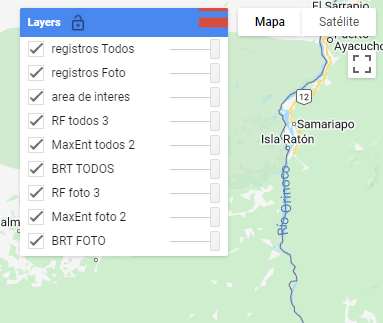 Layers
registros Todos
registros Foto
area de interes
RF todos 3
MaxEnt todos 2
BRT TODOS
RF foto 3
MaxEnt foto 2
BRT FOTO
Mapa
Satélite
El Sarrapio
Puerto
Ayacucho
12
Samariapo
Isla Ratón
Río Orinoco